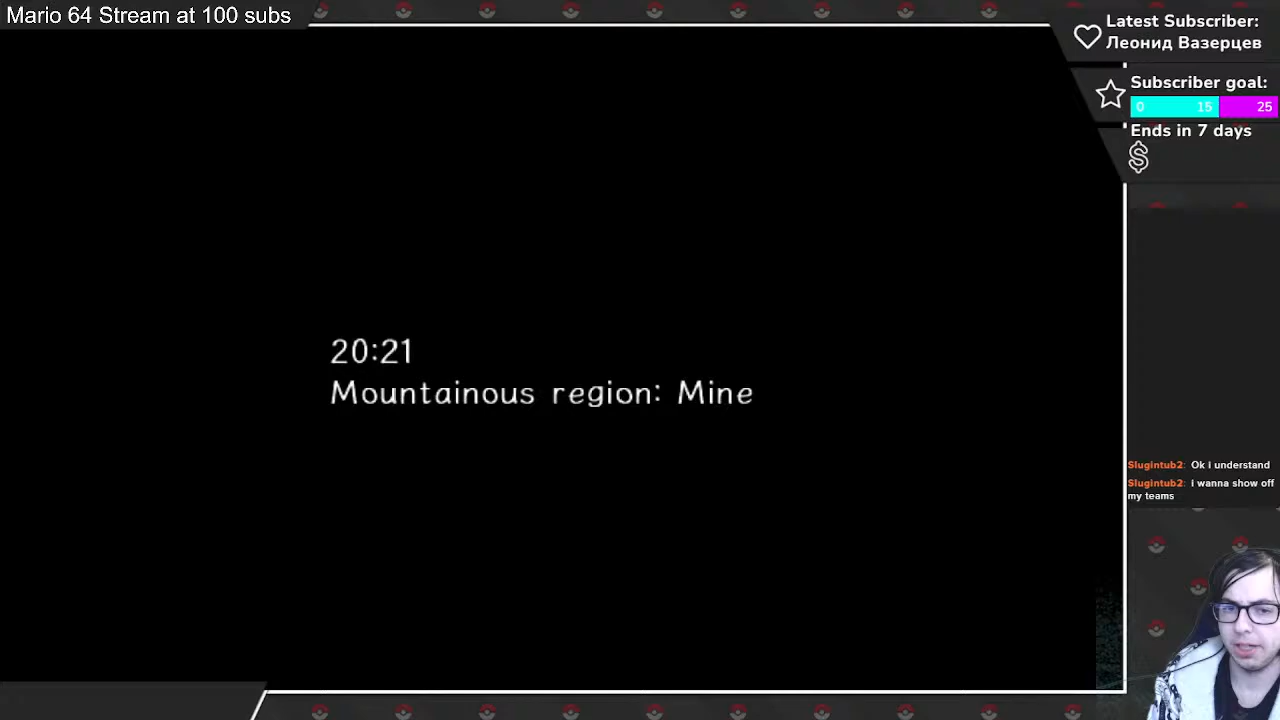 Mario 64 Stream at 100 subs
Latest Subscriber:
Леонид Вазерцев
Subscriber goal:
0 15 25
Ends in 7 days
20:21
Mountainous region: Mine
Slugintub2: Ok i understand
Slugintub2: i wanna show off
my teams